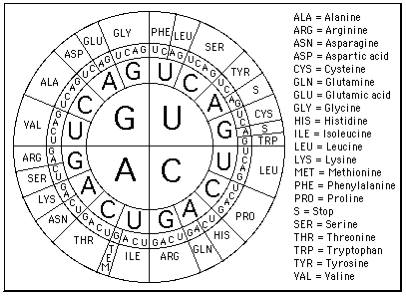 PHE
LEU
SER
TYR
S
CYS
S
TRP
LEU
PRO
HIS
GLN
ARG
ILE
MET
THR
ASN
LYS
SER
ARG
VAL
ALA
ASP
GLU
GLY
U C A G U C A G U C A G U C A G
U C A G U C A G U C A G U C A G
U C A G U C A G U C A G U C A G
U C A G U C A G U C A G U C A G
U C A G
U C A G
U C A G
U C A G
G U
A C
ALA = Alanine
ARG = Arginine
ASN = Asparagine
ASP = Aspartic acid
CYS = Cysteine
GLN = Glutamine
GLU = Glutamic acid
GLY = Glycine
HIS = Histidine
ILE = Isoleucine
LEU = Leucine
LYS = Lysine
MET = Methionine
PHE = Phenylalanine
PRO = Proline
S = Stop
SER = Serine
THR = Threonine
TRP = Tryptophan
TYR = Tyrosine
VAL = Valine